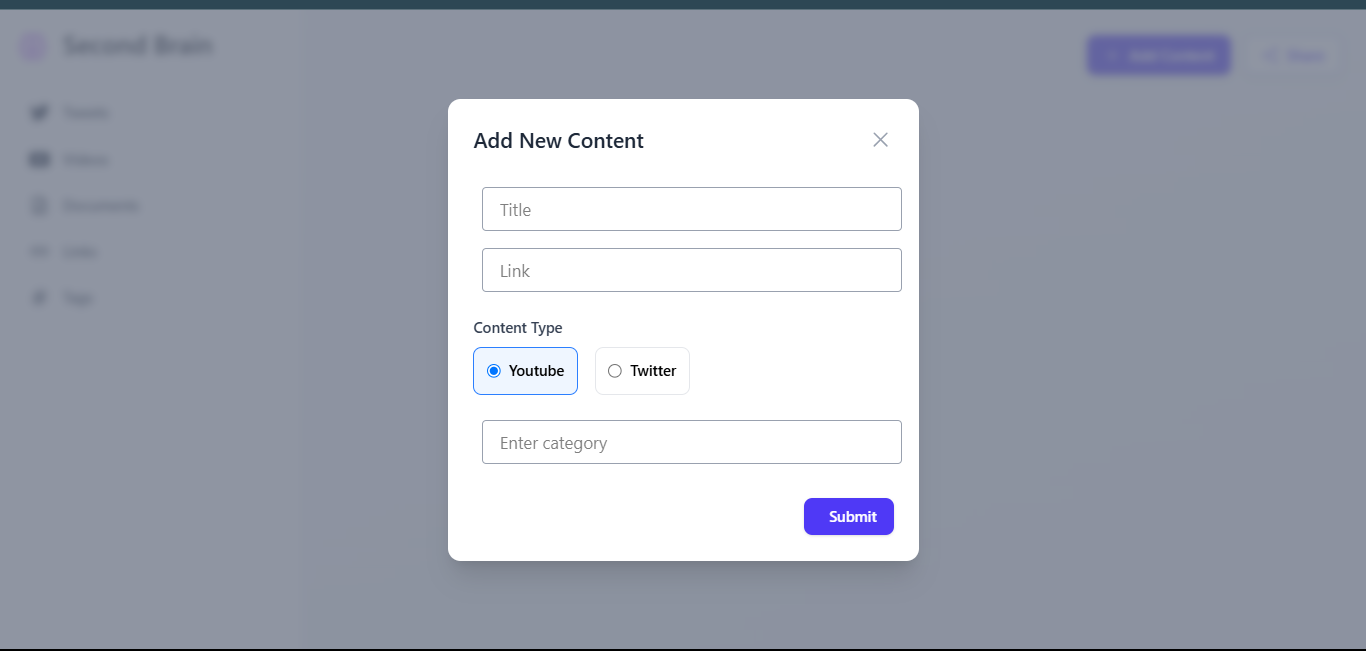 Second Brain
Add Content
Share
Tweets
Videos
Documents
Links
Tags
Add New Content
Title
Link
Content Type
Youtube
Twitter
Enter category
Submit